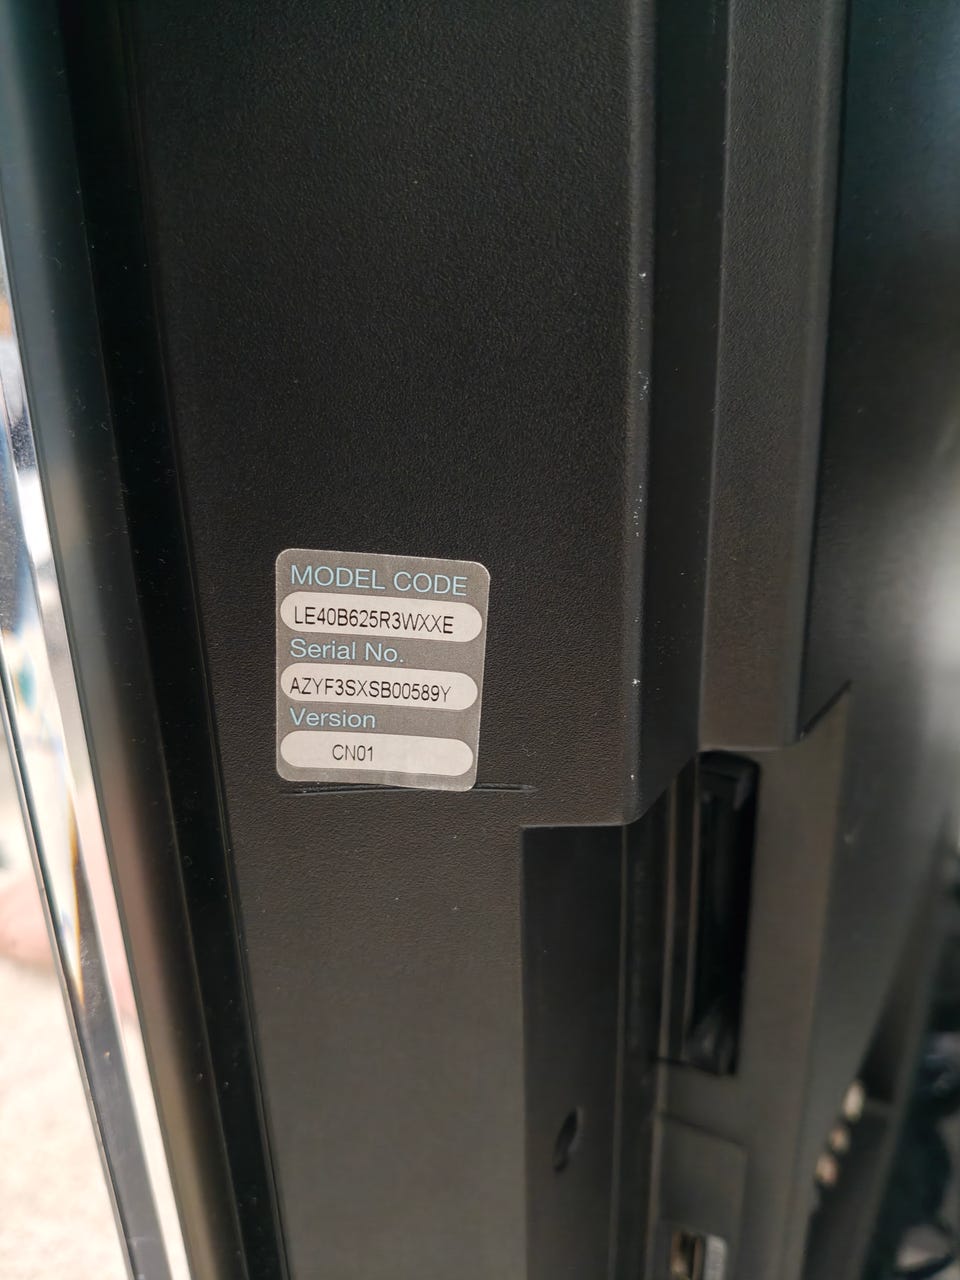 MODEL CODE
LE40B625R3WXXE
Serial No.
AZYF3SXSB00589Y
Version
CN01